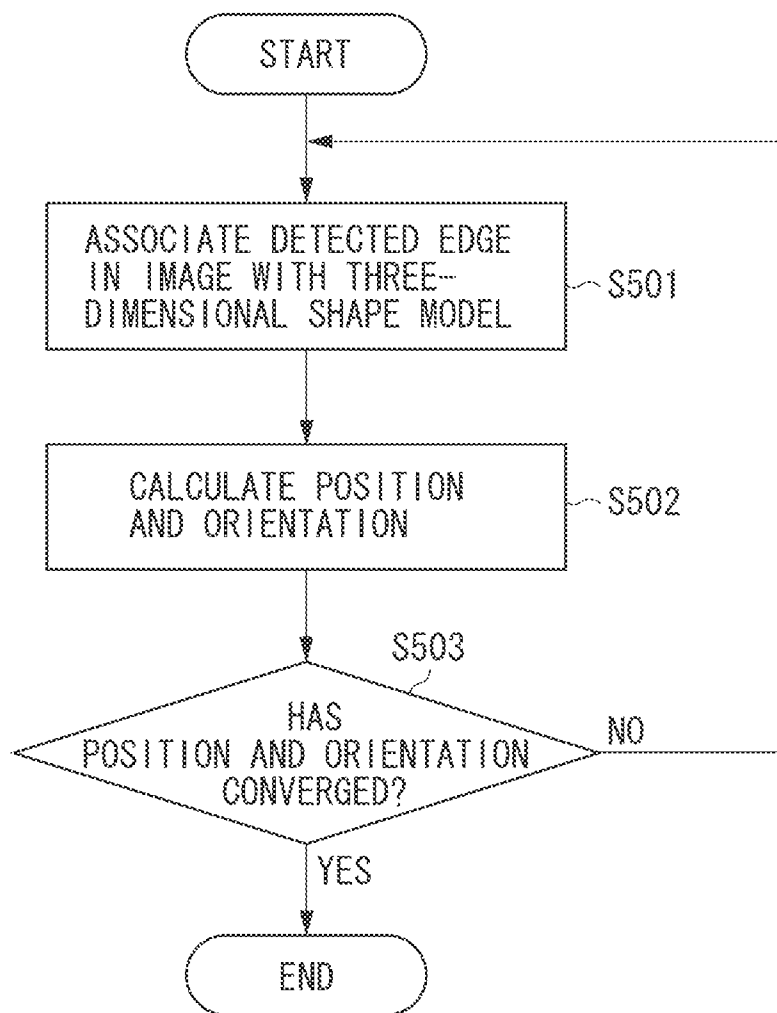 START
ASSOCIATE DETECTED EDGE
IN IMAGE WITH THREE-
DIMENSIONAL SHAPE MODEL
S501
CALCULATE POSITION
AND ORIENTATION
S502
S503
HAS
POSITION AND ORIENTATION
CONVERGED?
NO
YES
END